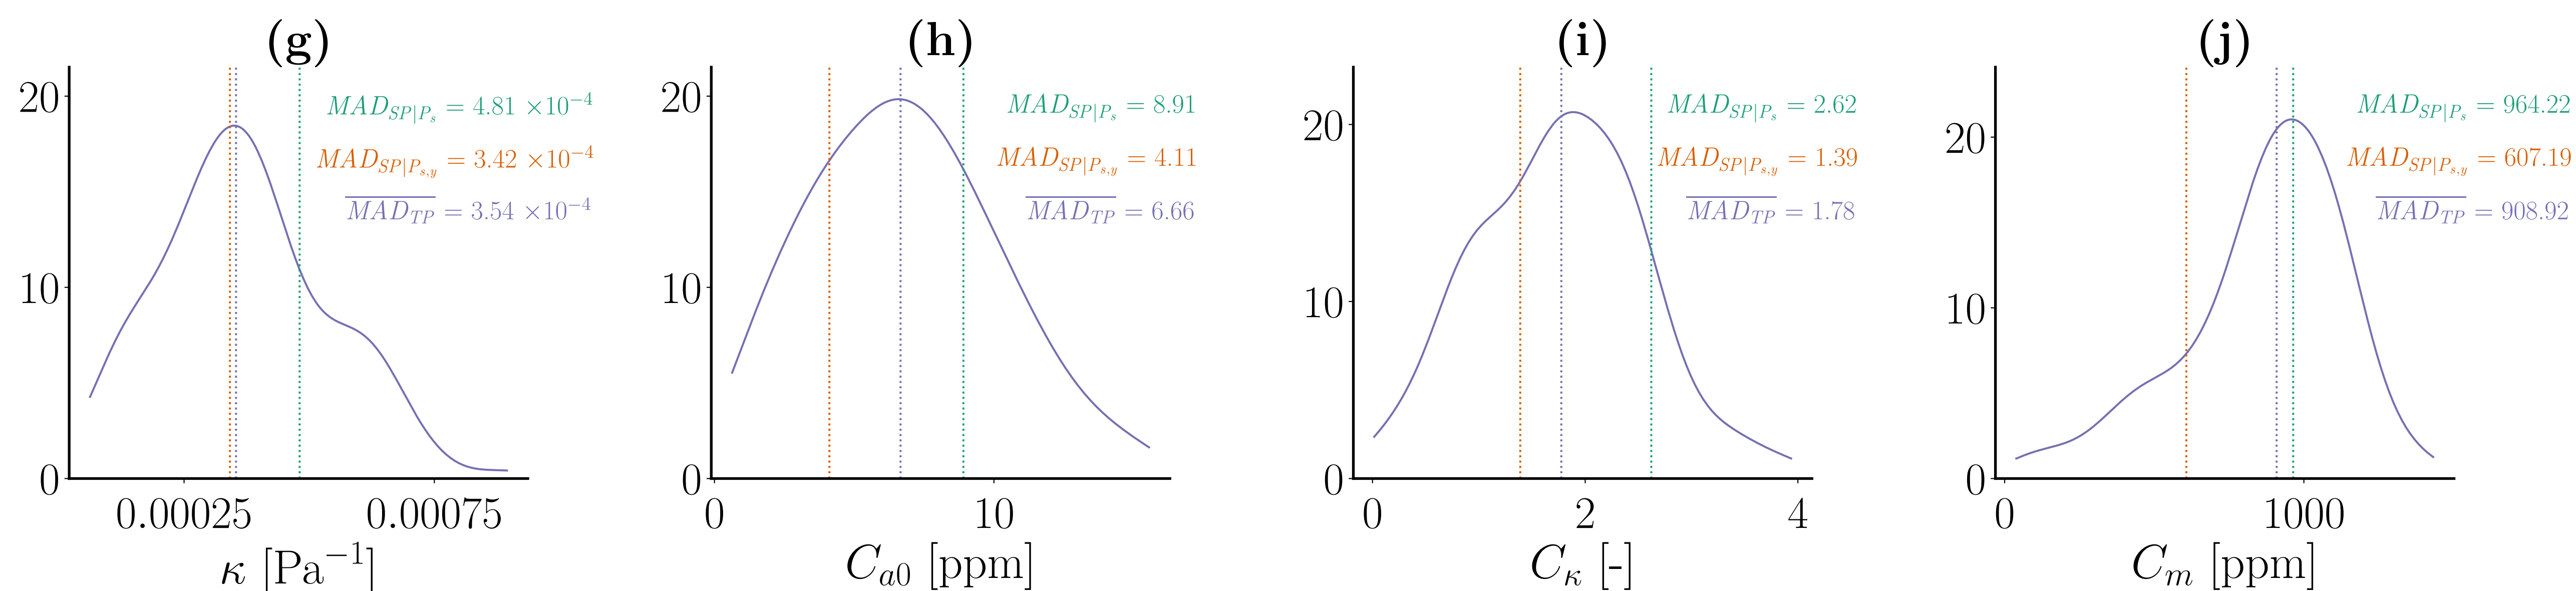 (g)
MAD_{SP|P_s} = 4.81 ×10^{−4}
MAD_{SP|P_{s,y}} = 3.42 ×10^{−4}
\overline{MAD_{TP}} = 3.54 ×10^{−4}
20
10
0
0.00025 0.00075
κ [Pa^{−1}]
(h)
MAD_{SP|P_s} = 8.91
MAD_{SP|P_{s,y}} = 4.11
\overline{MAD_{TP}} = 6.66
20
10
0
0 10
C_{a0} [ppm]
(i)
MAD_{SP|P_s} = 2.62
MAD_{SP|P_{s,y}} = 1.39
\overline{MAD_{TP}} = 1.78
20
10
0
0 2 4
C_κ [-]
(j)
MAD_{SP|P_s} = 964.22
MAD_{SP|P_{s,y}} = 607.19
\overline{MAD_{TP}} = 908.92
20
10
0
0 1000
C_m [ppm]